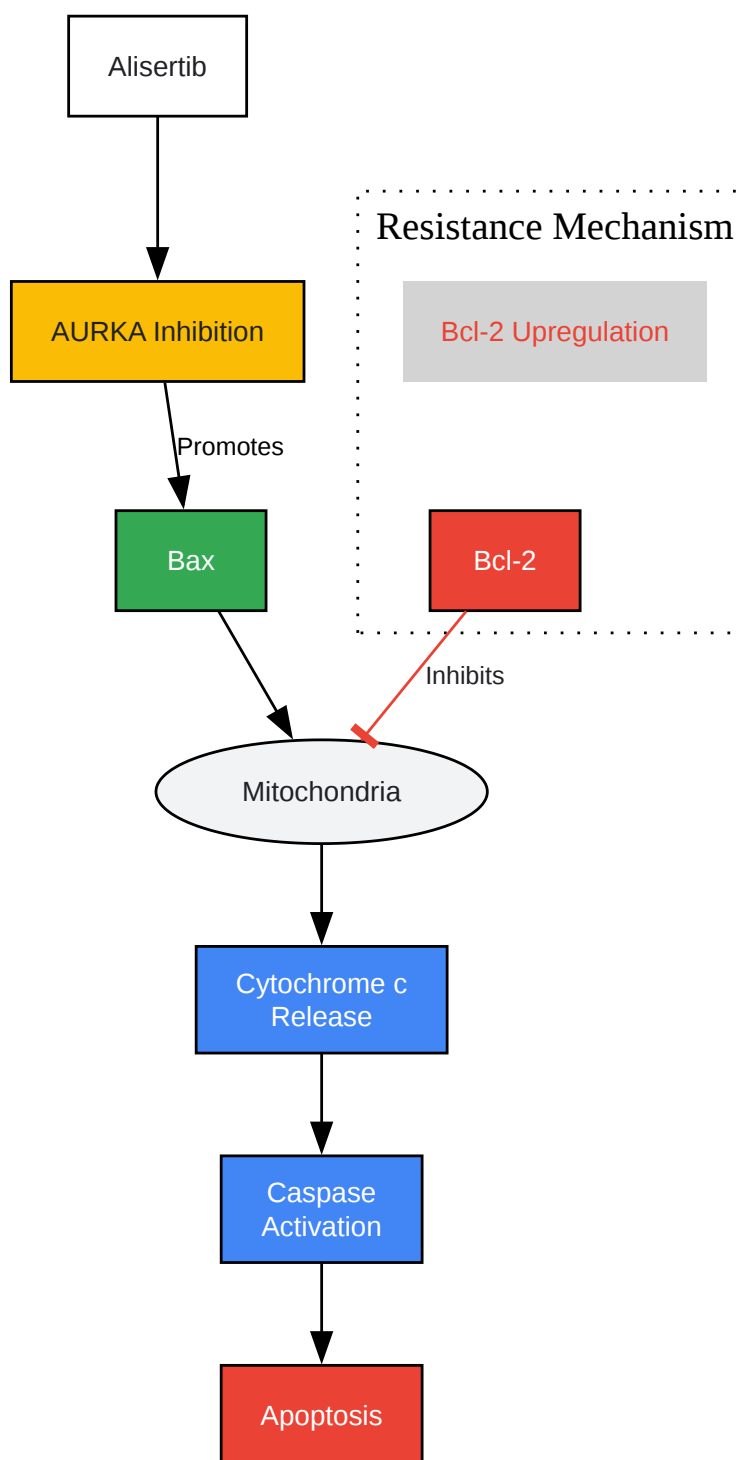 Alisertib
Resistance Mechanism
AURKA Inhibition
Bcl-2 Upregulation
Promotes
Bax
Bcl-2
Inhibits
Mitochondria
Cytochrome c
Release
Caspase
Activation
Apoptosis